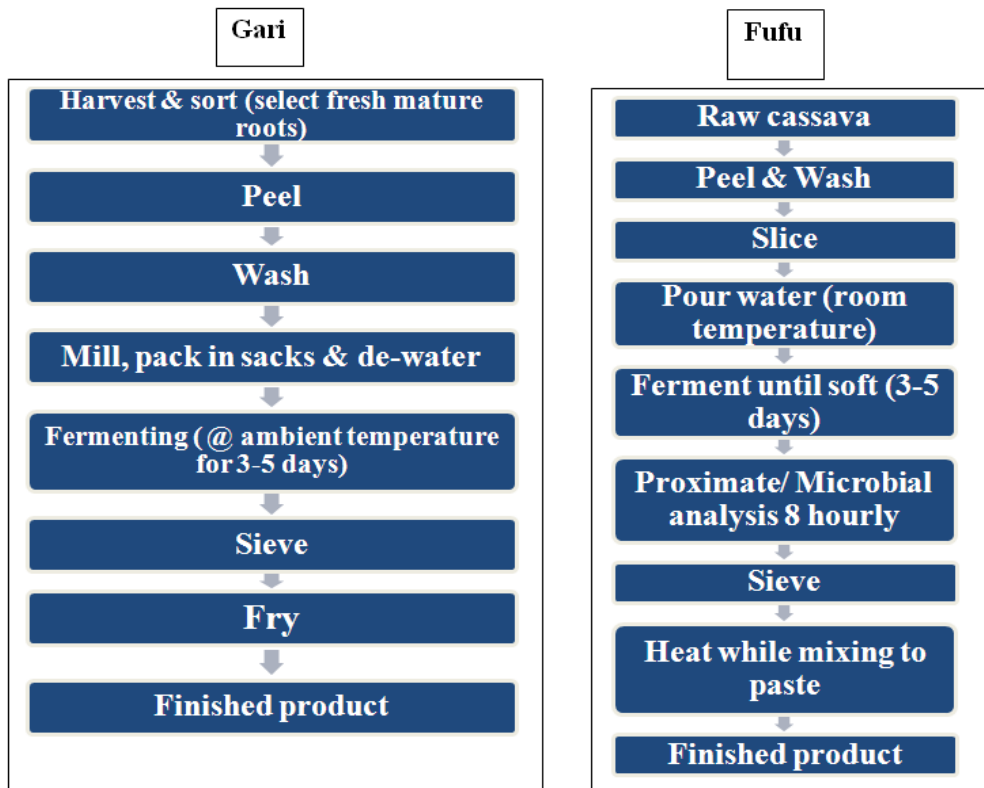 Gari
Harvest & sort (select fresh mature
roots)
Peel
Wash
Mill, pack in sacks & de-water
Fermenting (@ ambient temperature
for 3-5 days)
Sieve
Fry
Finished product
Fufu
Raw cassava
Peel & Wash
Slice
Pour water (room
temperature)
Ferment until soft (3-5
days)
Proximate/ Microbial
analysis 8 hourly
Sieve
Heat while mixing to
paste
Finished product